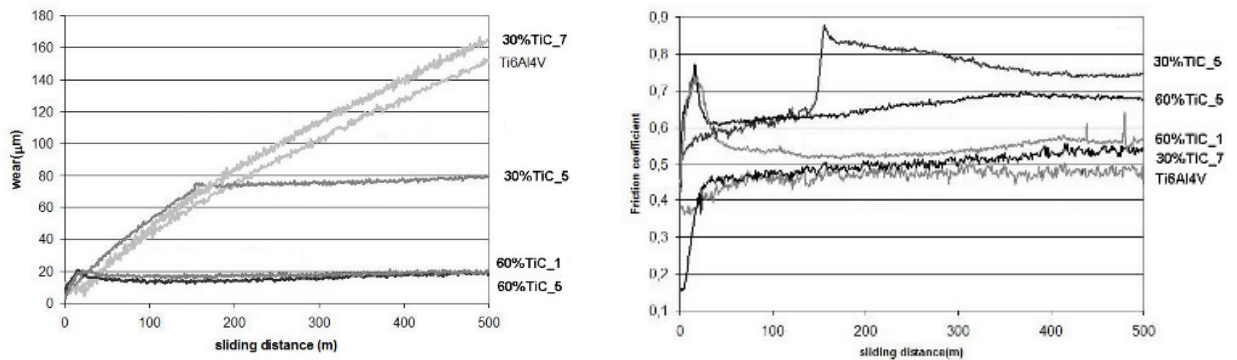 180
160
140
120
100
80
60
40
20
0
wear(µm)
0 100 200 300 400 500
sliding distance (m)
30%TiC_7
Ti6Al4V
30%TiC_5
60%TiC_1
60%TiC_5
0,9
0,8
0,7
0,6
0,5
0,4
0,3
0,2
0,1
Friction coefficient
0 100 200 300 400 500
sliding distance(m)
30%TiC_5
60%TiC_5
60%TiC_1
30%TiC_7
Ti6Al4V